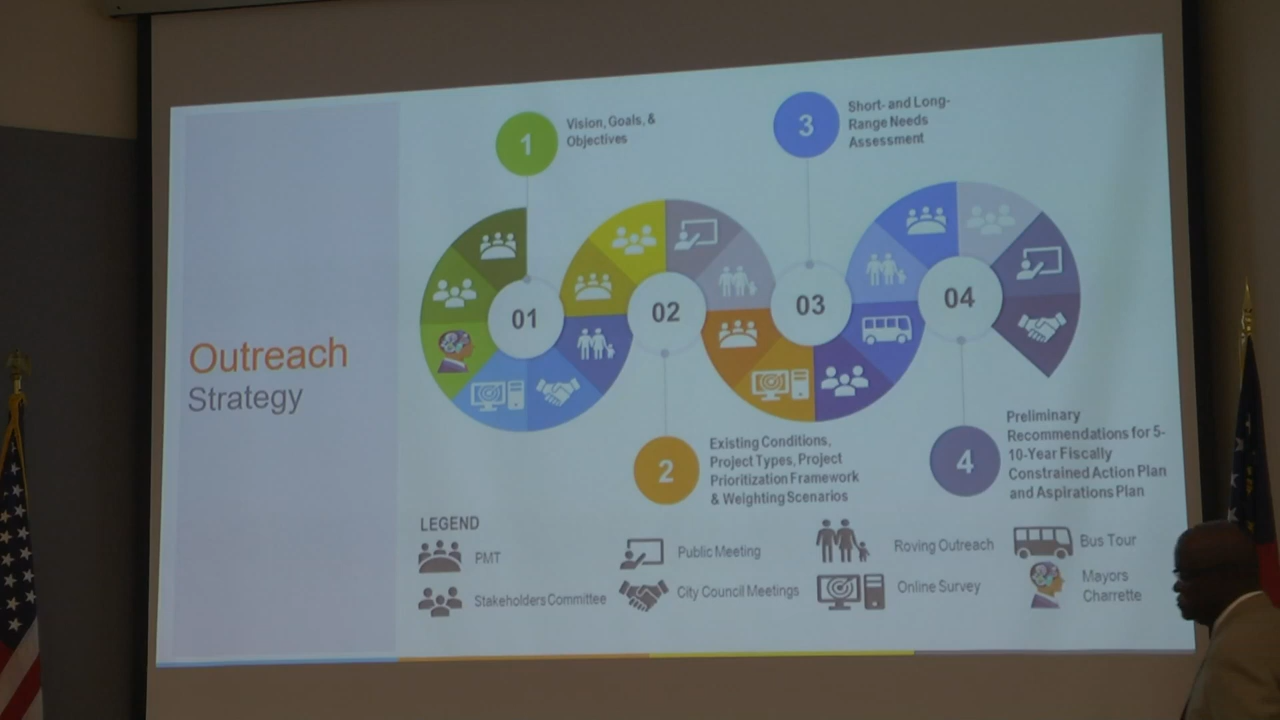 Outreach
Strategy
1
Vision, Goals, &
Objectives
3
Short- and Long-
Range Needs
Assessment
01
02
03
04
2
Existing Conditions,
Project Types, Project
Prioritization Framework
& Weighting Scenarios
4
Preliminary
Recommendations for 5-
10-Year Fiscally
Constrained Action Plan
and Aspirations Plan
LEGEND
PMT
Public Meeting
Roving Outreach
Bus Tour
Stakeholders Committee
City Council Meetings
Online Survey
Mayors
Charrette